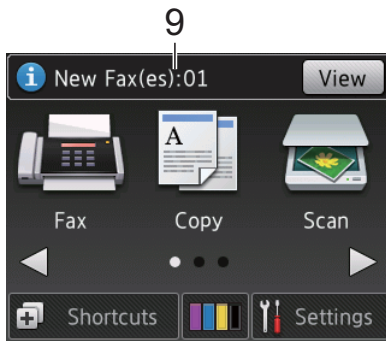 9
New Fax(es):01 View
A
Fax Copy Scan
Shortcuts Settings